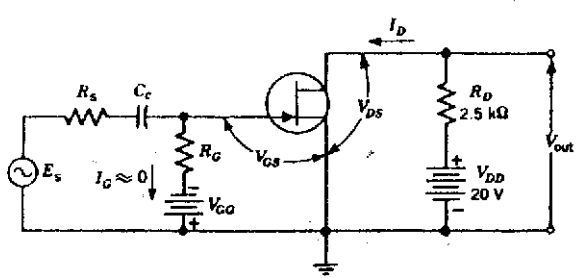 I_D
R_s C_c
R_D
2.5 kΩ
V_DS
V_out
R_G
V_GS
E_s
I_G ≈ 0
V_GG
V_DD
20 V
+
−
−
+